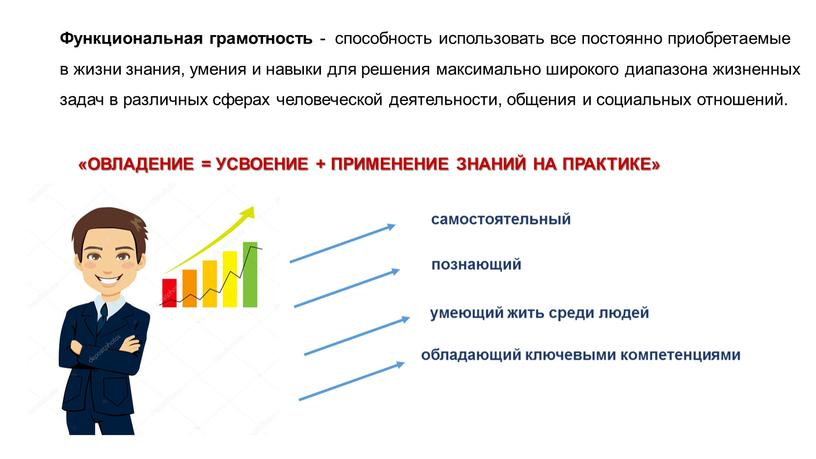 Функциональная грамотность - способность использовать все постоянно приобретаемые
в жизни знания, умения и навыки для решения максимально широкого диапазона жизненных
задач в различных сферах человеческой деятельности, общения и социальных отношений.
«ОВЛАДЕНИЕ = УСВОЕНИЕ + ПРИМЕНЕНИЕ ЗНАНИЙ НА ПРАКТИКЕ»
самостоятельный
познающий
умеющий жить среди людей
обладающий ключевыми компетенциями
depositphotos